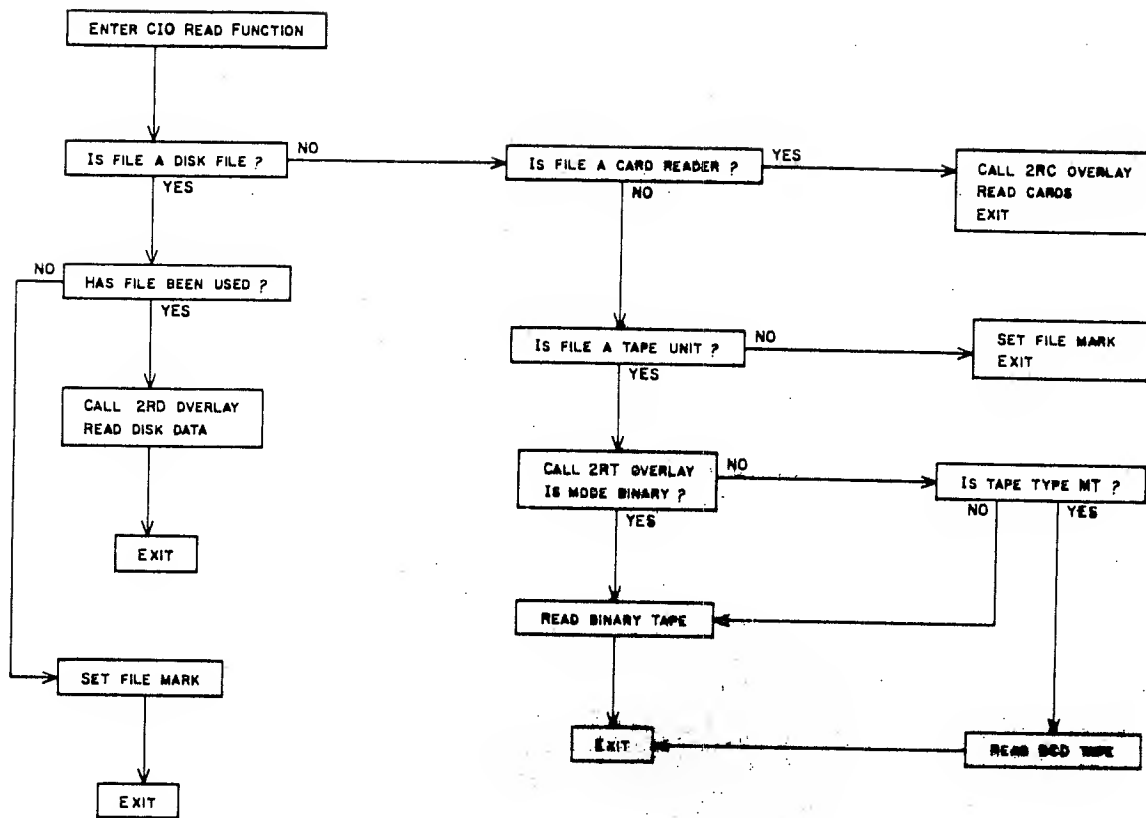 ENTER CIO READ FUNCTION
IS FILE A DISK FILE ?
NO
YES
IS FILE A CARD READER ?
YES
NO
CALL 2RC OVERLAY
READ CARDS
EXIT
NO
HAS FILE BEEN USED ?
YES
IS FILE A TAPE UNIT ?
NO
YES
SET FILE MARK
EXIT
CALL 2RD OVERLAY
READ DISK DATA
CALL 2RT OVERLAY
IS MODE BINARY ?
NO
YES
IS TAPE TYPE MT ?
NO
YES
EXIT
READ BINARY TAPE
SET FILE MARK
EXIT
READ BCD TAPE
EXIT